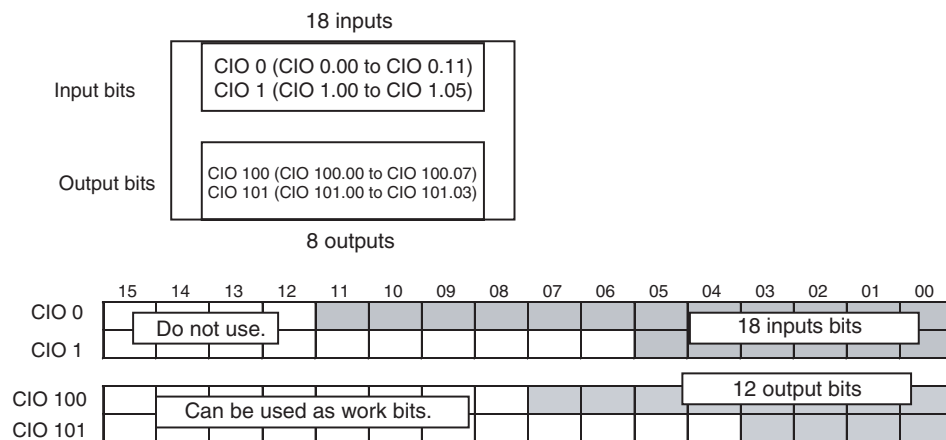 18 inputs
Input bits
CIO 0 (CIO 0.00 to CIO 0.11)
CIO 1 (CIO 1.00 to CIO 1.05)
Output bits
CIO 100 (CIO 100.00 to CIO 100.07)
CIO 101 (CIO 101.00 to CIO 101.03)
8 outputs
15 14 13 12 11 10 09 08 07 06 05 04 03 02 01 00
CIO 0
Do not use.
18 inputs bits
CIO 1
12 output bits
CIO 100
Can be used as work bits.
CIO 101